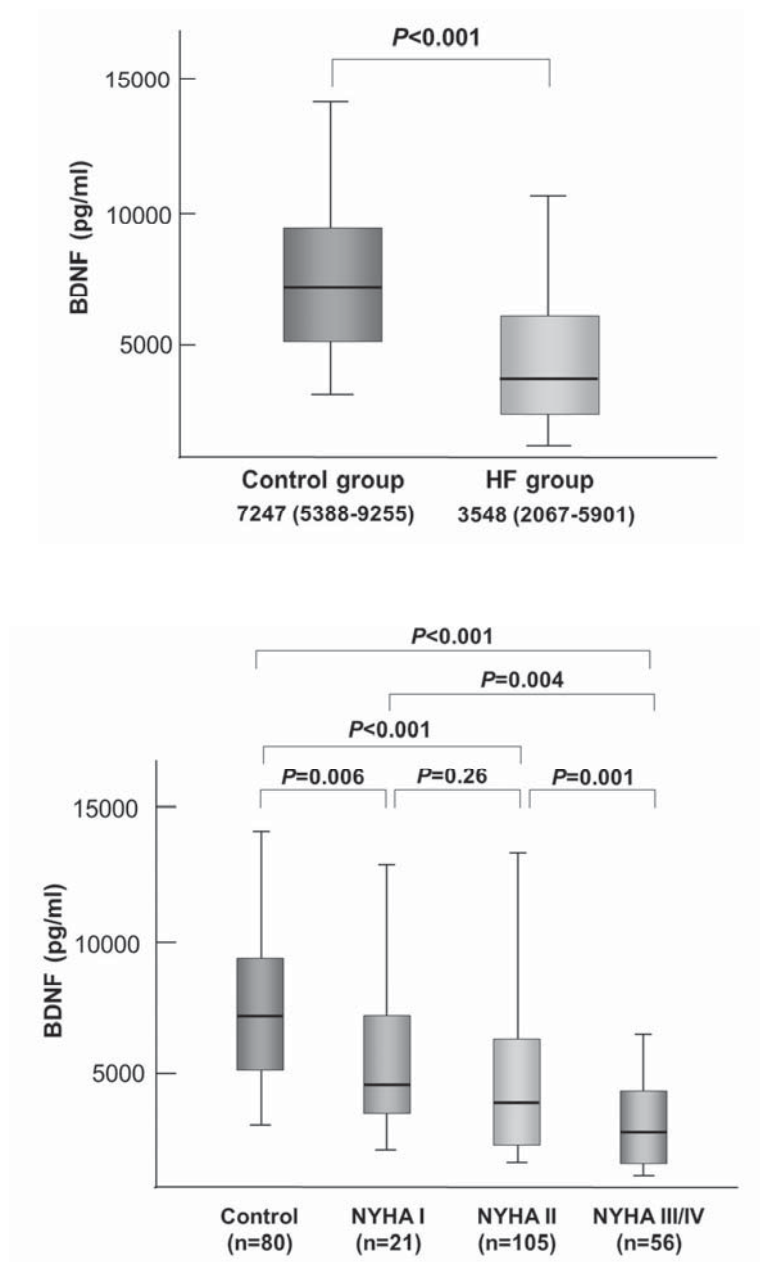 P<0.001
15000
10000
5000
BDNF (pg/ml)
Control group HF group
7247 (5388-9255) 3548 (2067-5901)
P<0.001
P=0.004
P<0.001
P=0.006 P=0.26 P=0.001
15000
10000
5000
BDNF (pg/ml)
Control NYHA I NYHA II NYHA III/IV
(n=80) (n=21) (n=105) (n=56)